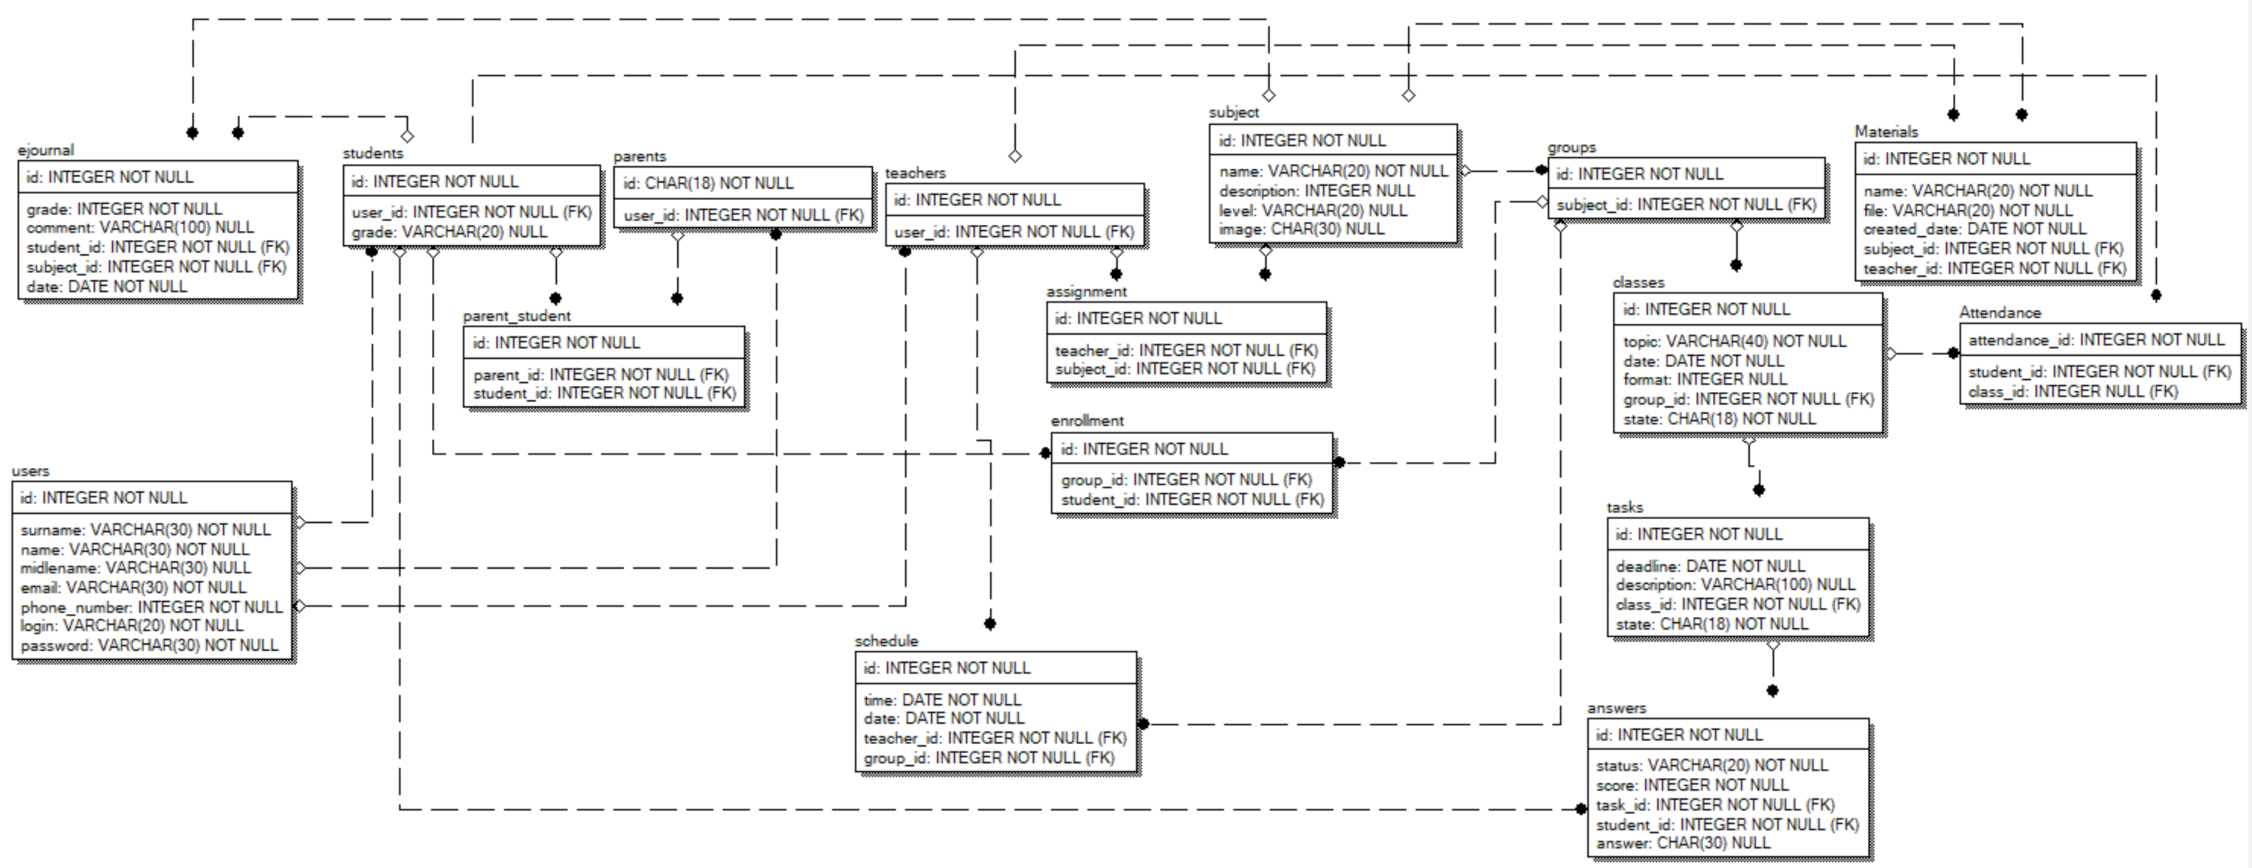 ejournal
id: INTEGER NOT NULL
grade: INTEGER NOT NULL
comment: VARCHAR(100) NULL
student_id: INTEGER NOT NULL (FK)
subject_id: INTEGER NOT NULL (FK)
date: DATE NOT NULL
students
id: INTEGER NOT NULL
user_id: INTEGER NOT NULL (FK)
grade: VARCHAR(20) NULL
parents
id: CHAR(18) NOT NULL
user_id: INTEGER NOT NULL (FK)
teachers
id: INTEGER NOT NULL
user_id: INTEGER NOT NULL (FK)
subject
id: INTEGER NOT NULL
name: VARCHAR(20) NOT NULL
description: INTEGER NULL
level: VARCHAR(20) NULL
image: CHAR(30) NULL
groups
id: INTEGER NOT NULL
subject_id: INTEGER NOT NULL (FK)
Materials
id: INTEGER NOT NULL
name: VARCHAR(20) NOT NULL
file: VARCHAR(20) NOT NULL
created_date: DATE NOT NULL
subject_id: INTEGER NOT NULL (FK)
teacher_id: INTEGER NOT NULL (FK)
parent_student
id: INTEGER NOT NULL
parent_id: INTEGER NOT NULL (FK)
student_id: INTEGER NOT NULL (FK)
assignment
id: INTEGER NOT NULL
teacher_id: INTEGER NOT NULL (FK)
subject_id: INTEGER NOT NULL (FK)
classes
id: INTEGER NOT NULL
topic: VARCHAR(40) NOT NULL
date: DATE NOT NULL
format: INTEGER NULL
group_id: INTEGER NOT NULL (FK)
state: CHAR(18) NOT NULL
Attendance
attendance_id: INTEGER NOT NULL
student_id: INTEGER NOT NULL (FK)
class_id: INTEGER NULL (FK)
enrollment
id: INTEGER NOT NULL
group_id: INTEGER NOT NULL (FK)
student_id: INTEGER NOT NULL (FK)
users
id: INTEGER NOT NULL
surname: VARCHAR(30) NOT NULL
name: VARCHAR(30) NOT NULL
midlename: VARCHAR(30) NULL
email: VARCHAR(30) NOT NULL
phone_number: INTEGER NOT NULL
login: VARCHAR(20) NOT NULL
password: VARCHAR(30) NOT NULL
tasks
id: INTEGER NOT NULL
deadline: DATE NOT NULL
description: VARCHAR(100) NULL
class_id: INTEGER NOT NULL (FK)
state: CHAR(18) NOT NULL
schedule
id: INTEGER NOT NULL
time: DATE NOT NULL
date: DATE NOT NULL
teacher_id: INTEGER NOT NULL (FK)
group_id: INTEGER NOT NULL (FK)
answers
id: INTEGER NOT NULL
status: VARCHAR(20) NOT NULL
score: INTEGER NOT NULL
task_id: INTEGER NOT NULL (FK)
student_id: INTEGER NOT NULL (FK)
answer: CHAR(30) NULL